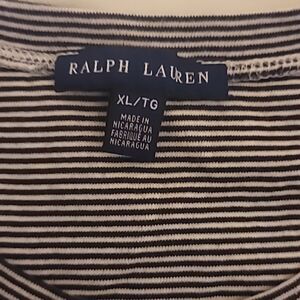 RALPH LAUREN
XL/TG
MADE IN
NICARAGUA
FABRIQUÉ AU
NICARAGUA